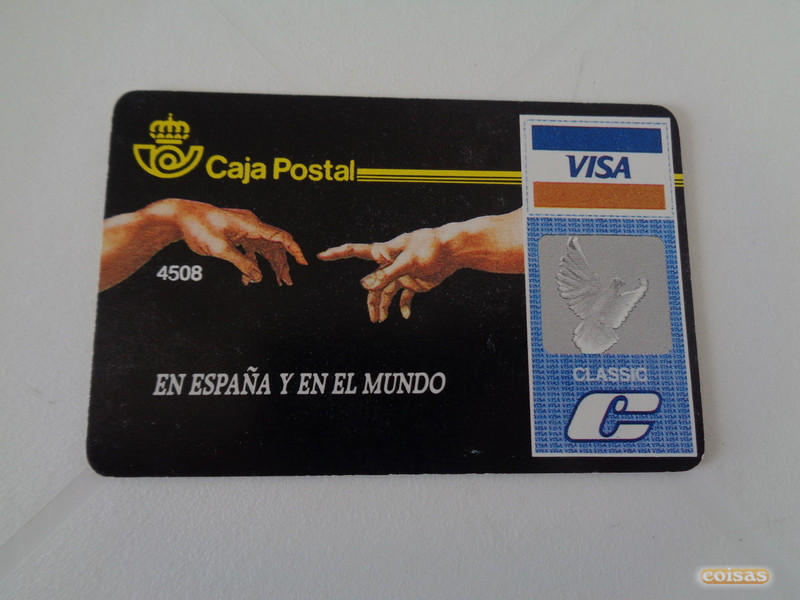 Caja Postal
VISA
4508
CLASSIC
EN ESPAÑA Y EN EL MUNDO
coisas